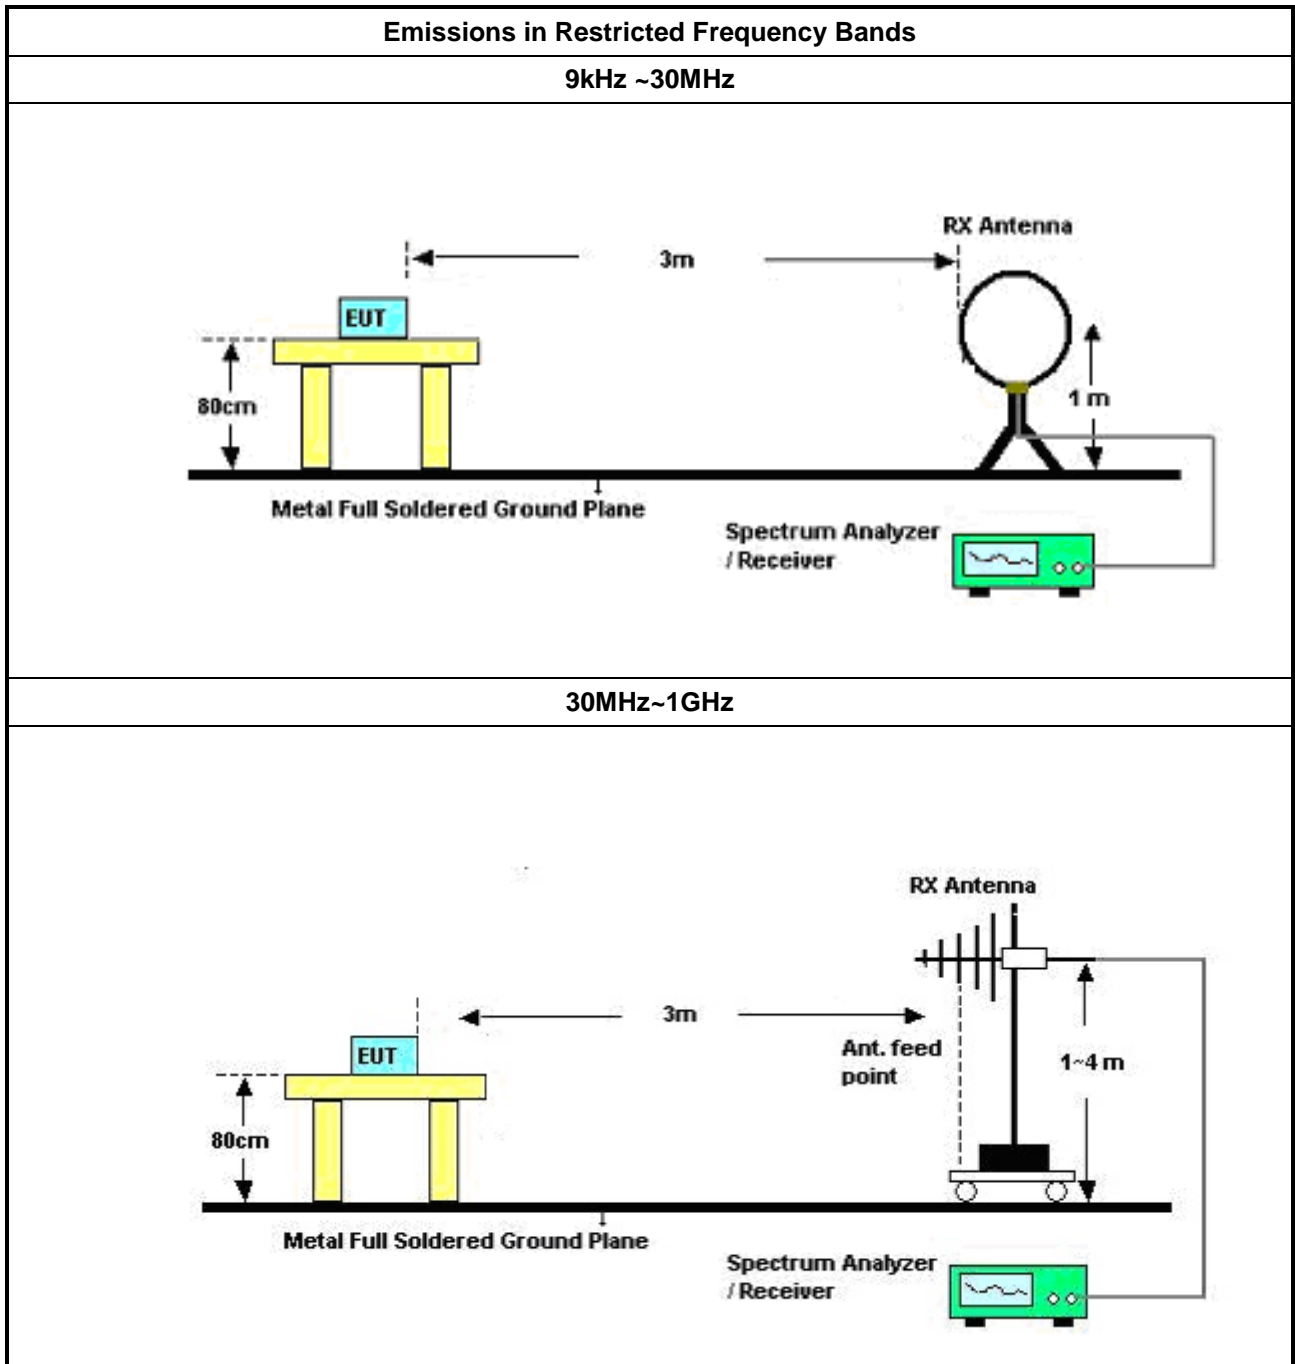 Emissions in Restricted Frequency Bands
9kHz ~30MHz
RX Antenna
3m
EUT
80cm
1 m
Metal Full Soldered Ground Plane
Spectrum Analyzer
/ Receiver
30MHz~1GHz
RX Antenna
3m
Ant. feed
point
EUT
1~4 m
80cm
Metal Full Soldered Ground Plane
Spectrum Analyzer
/ Receiver